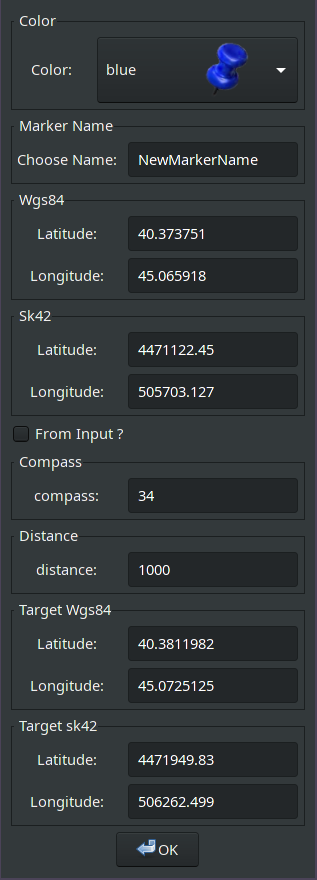 Color
Color: blue
Marker Name
Choose Name: NewMarkerName
Wgs84
Latitude: 40.373751
Longitude: 45.065918
Sk42
Latitude: 4471122.45
Longitude: 505703.127
From Input ?
Compass
compass: 34
Distance
distance: 1000
Target Wgs84
Latitude: 40.3811982
Longitude: 45.0725125
Target sk42
Latitude: 4471949.83
Longitude: 506262.499
OK